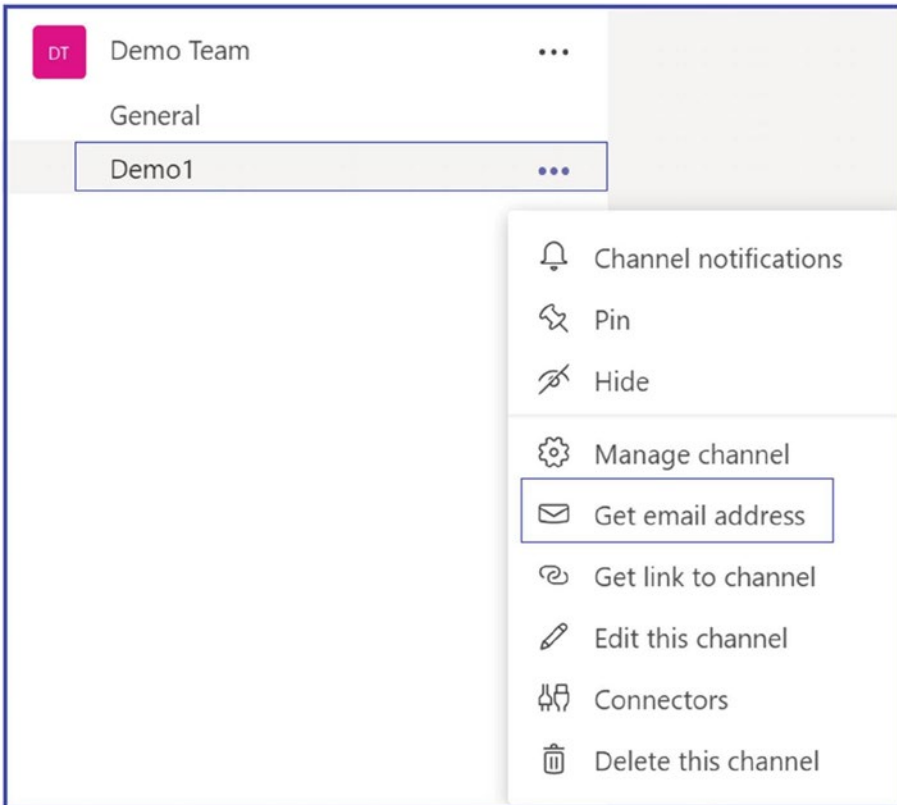 DT
Demo Team
General
Demo1
Channel notifications
Pin
Hide
Manage channel
Get email address
Get link to channel
Edit this channel
Connectors
Delete this channel